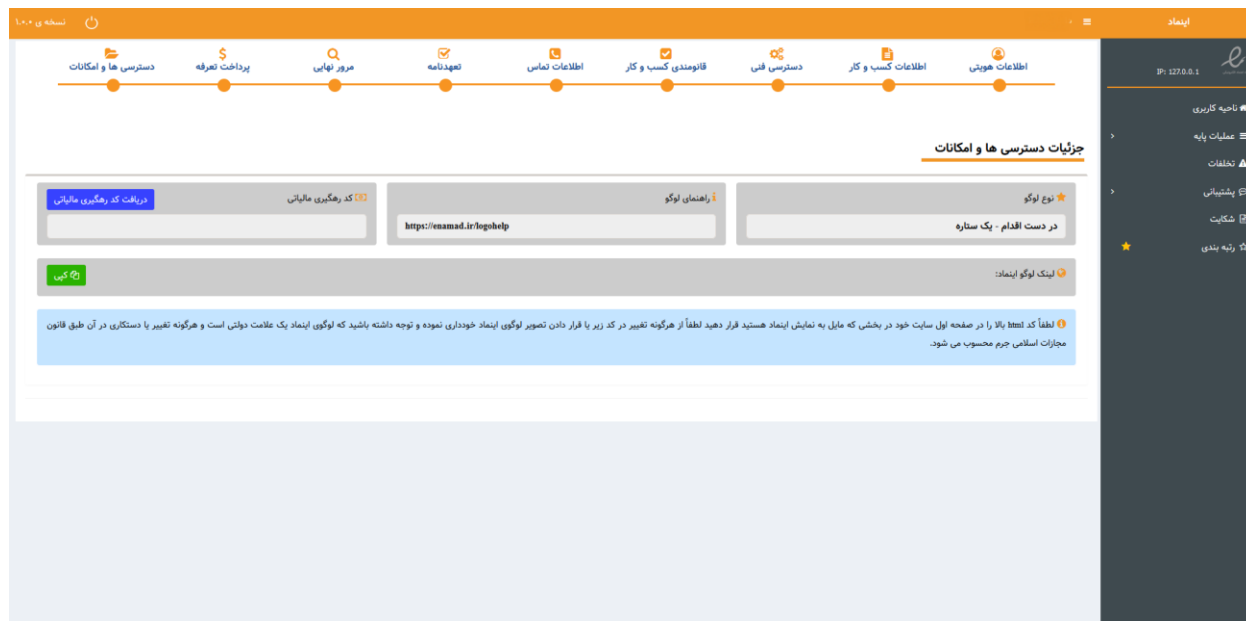 اینماد
نسخه ی ۱.۰.۰
IP: 127.0.0.1
ناحیه کاربری
عملیات پایه
تخلفات
پشتیبانی
شکایت
رتبه بندی
اطلاعات هویتی
اطلاعات کسب و کار
دسترسی فنی
قانومندی کسب و کار
اطلاعات تماس
تعهدنامه
مرور نهایی
پرداخت تعرفه
دسترسی ها و امکانات
جزئیات دسترسی ها و امکانات
نوع لوگو
در دست اقدام - یک ستاره
راهنمای لوگو
https://enamad.ir/logohelp
کد رهگیری مالیاتی
دریافت کد رهگیری مالیاتی
لینک لوگو اینماد:
کپی
لطفاً کد html بالا را در صفحه اول سایت خود در بخشی که مایل به نمایش اینماد هستید قرار دهید لطفاً از هرگونه تغییر در کد زیر یا قرار دادن تصویر لوگوی اینماد خودداری نموده و توجه داشته باشید که لوگوی اینماد یک علامت دولتی است و هرگونه تغییر یا دستکاری در آن طبق قانون
مجازات اسلامی جرم محسوب می شود.